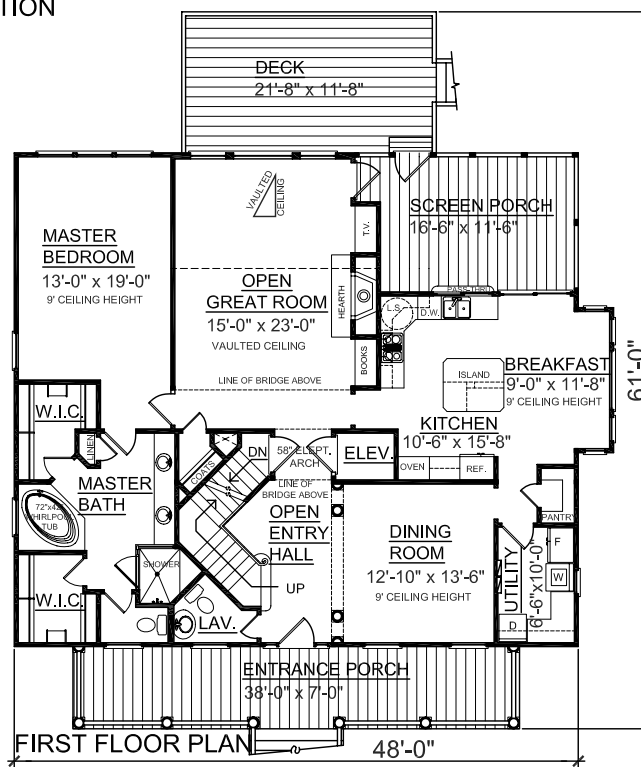 TION
DECK
21'-8" x 11'-8"
VAULTED
CEILING
SCREEN PORCH
16'-6" x 11'-6"
PASS-THRU
MASTER
BEDROOM
13'-0" x 19'-0"
9' CEILING HEIGHT
OPEN
GREAT ROOM
15'-0" x 23'-0"
VAULTED CEILING
LINE OF BRIDGE ABOVE
T.V.
HEARTH
BOOKS
L.S.
D.W.
ISLAND
BREAKFAST
9'-0" x 11'-8"
9' CEILING HEIGHT
61'-0"
KITCHEN
10'-6" x 15'-8"
OVEN
REF.
W.I.C.
LINEN
COATS
X
DN
58" ELEPT.
ARCH
ELEV.
MASTER
BATH
72"x42"
WHIRLPOOL
TUB
SHOWER
LINE OF
BRIDGE ABOVE
OPEN
ENTRY
HALL
UP
DINING
ROOM
12'-10" x 13'-6"
9' CEILING HEIGHT
PANTRY
UTILITY
6'-6"x10'-0"
F
W
D
W.I.C.
LAV.
ENTRANCE PORCH
38'-0" x 7'-0"
FIRST FLOOR PLAN
48'-0"